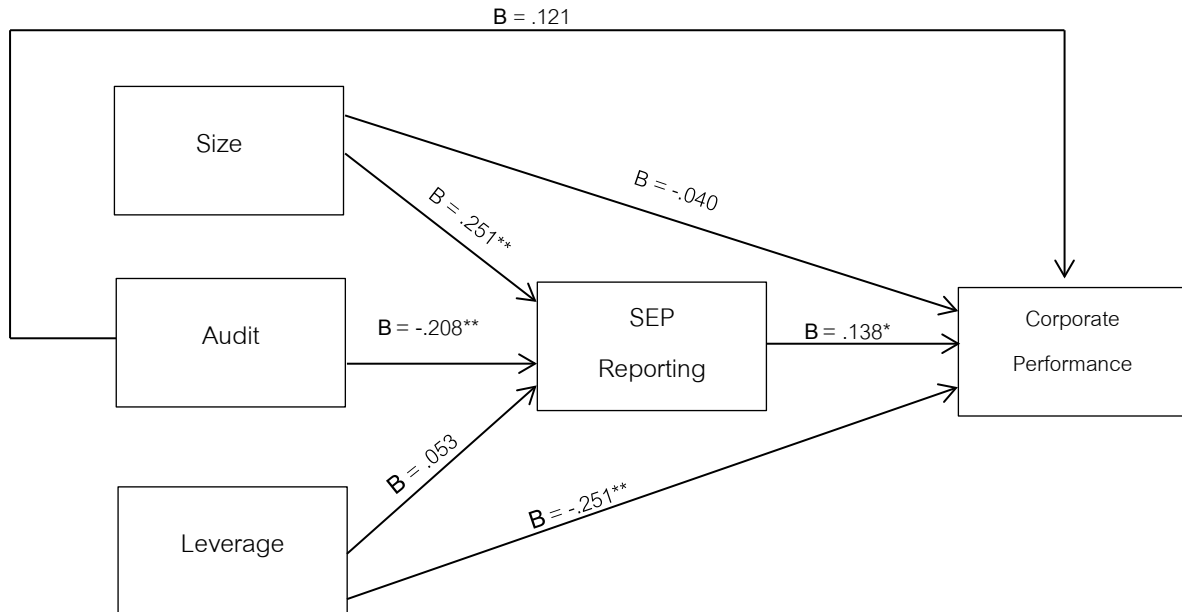 B = .121
Size
B = -.040
B = .251**
SEP
Reporting
Corporate
Performance
Audit
B = -.208**
B = .138*
B = .053
B = -.251**
Leverage